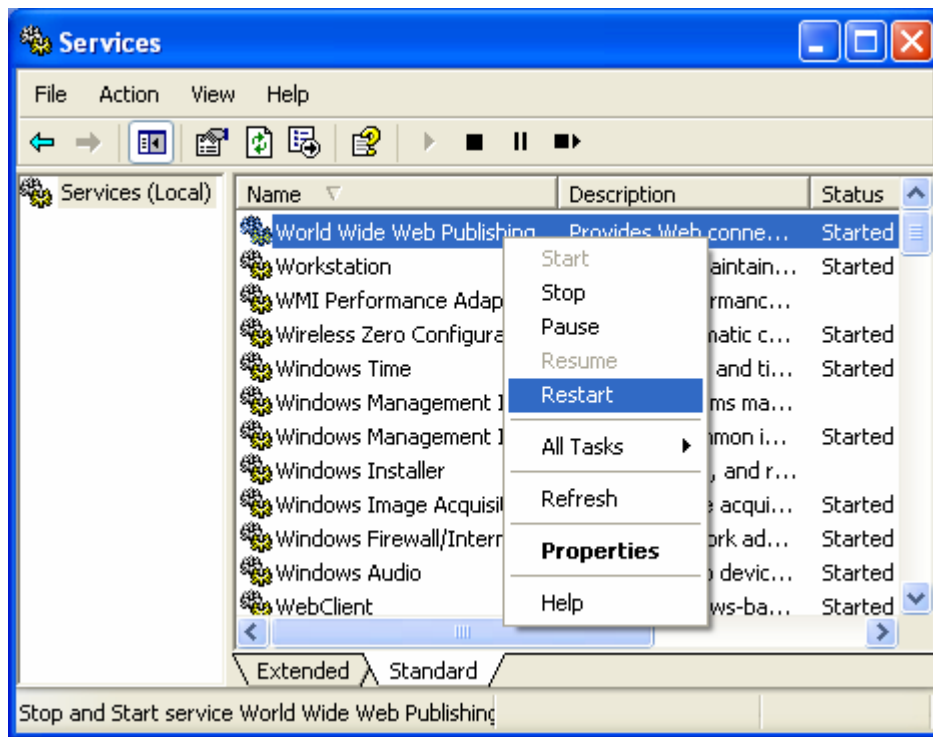 Services
File Action View Help
Services (Local)
Name Description Status
World Wide Web Publishing Provides Web conne... Started
Workstation aintain... Started
WMI Performance Adap rmanc...
Wireless Zero Configura matic c... Started
Windows Time and ti... Started
Windows Management I ms ma...
Windows Management I mmon i... Started
Windows Installer , and r...
Windows Image Acquisi e acqui... Started
Windows Firewall/Intern ork ad... Started
Windows Audio devic... Started
WebClient ws-ba... Started
Start
Stop
Pause
Resume
Restart
All Tasks
Refresh
Properties
Help
Extended Standard
Stop and Start service World Wide Web Publishing